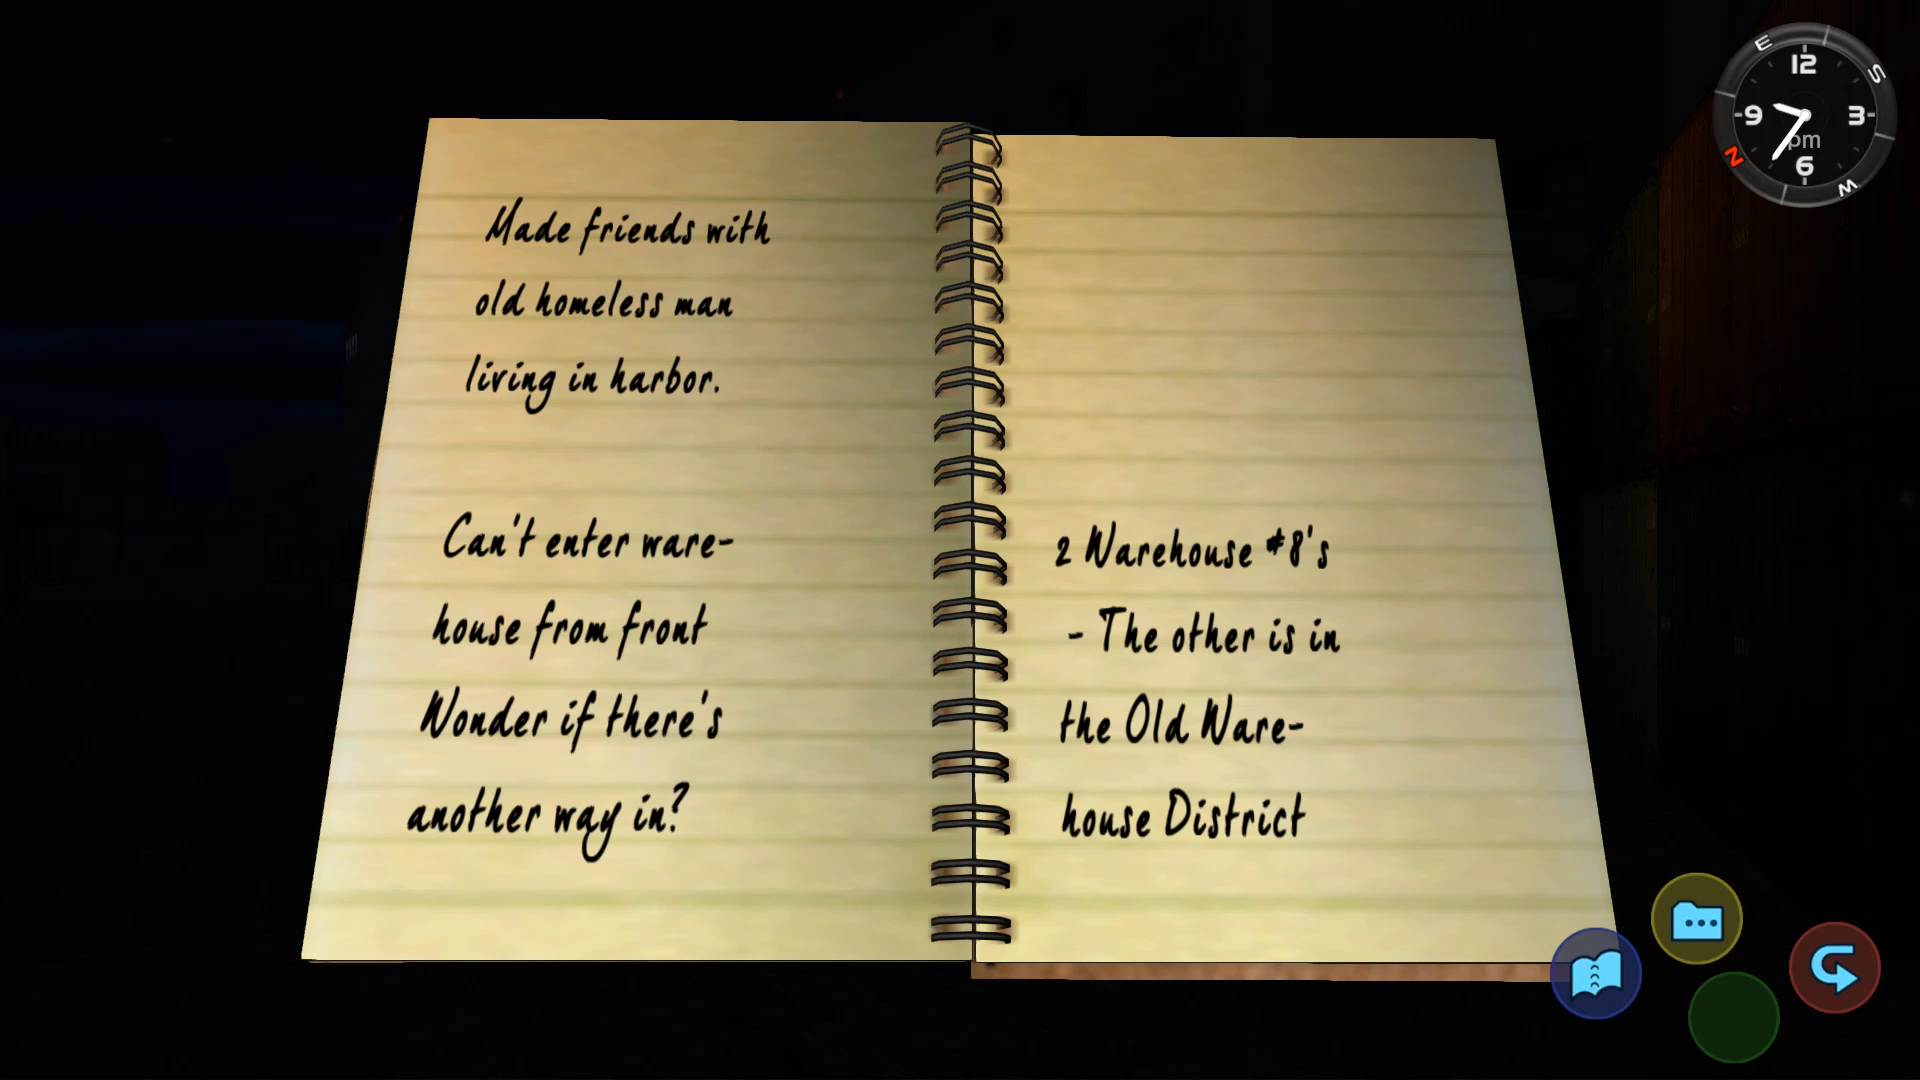 Made friends with
old homeless man
living in harbor.
Can't enter ware-
house from front
Wonder if there's
another way in?
2 Warehouse #8's
- The other is in
the Old Ware-
house District
E
S
12
9
3
pm
N
6
W